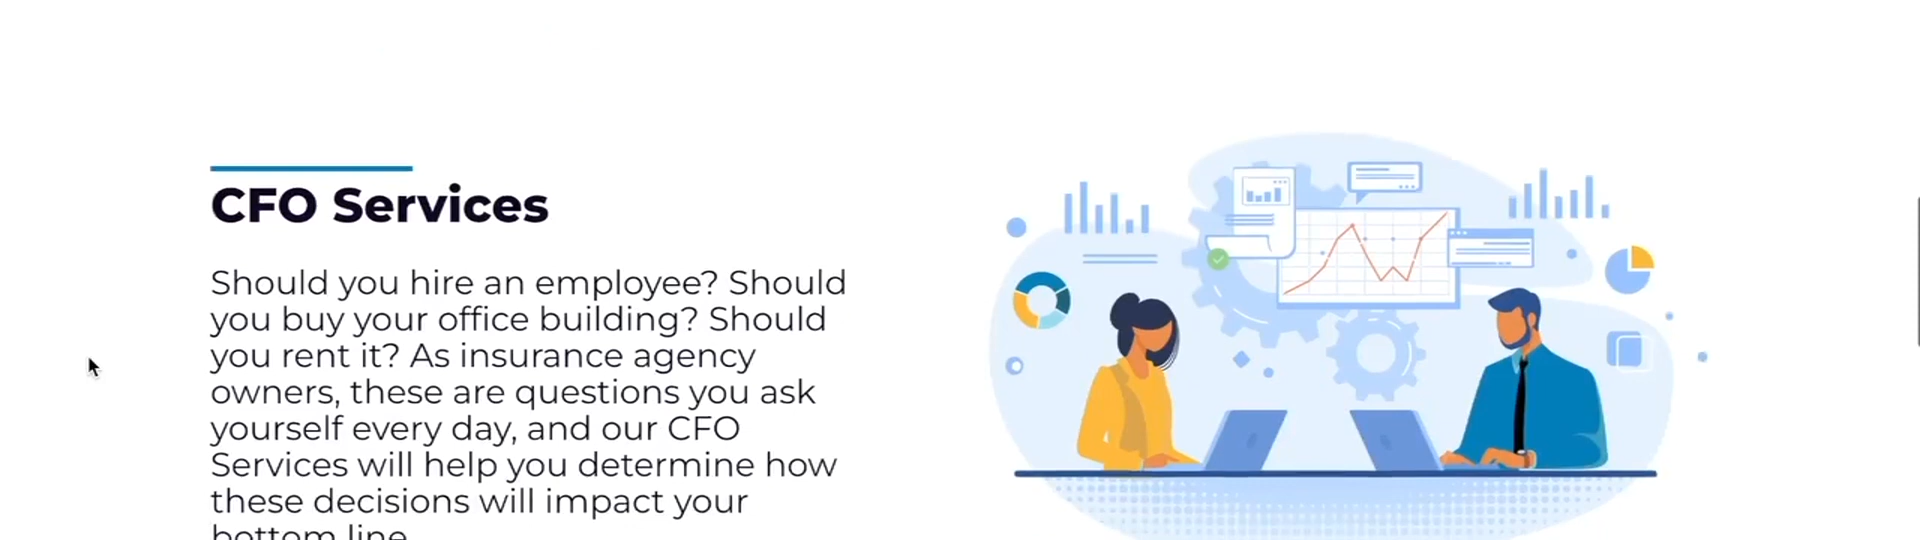 CFO Services
Should you hire an employee? Should
you buy your office building? Should
you rent it? As insurance agency
owners, these are questions you ask
yourself every day, and our CFO
Services will help you determine how
these decisions will impact your
bottom line.